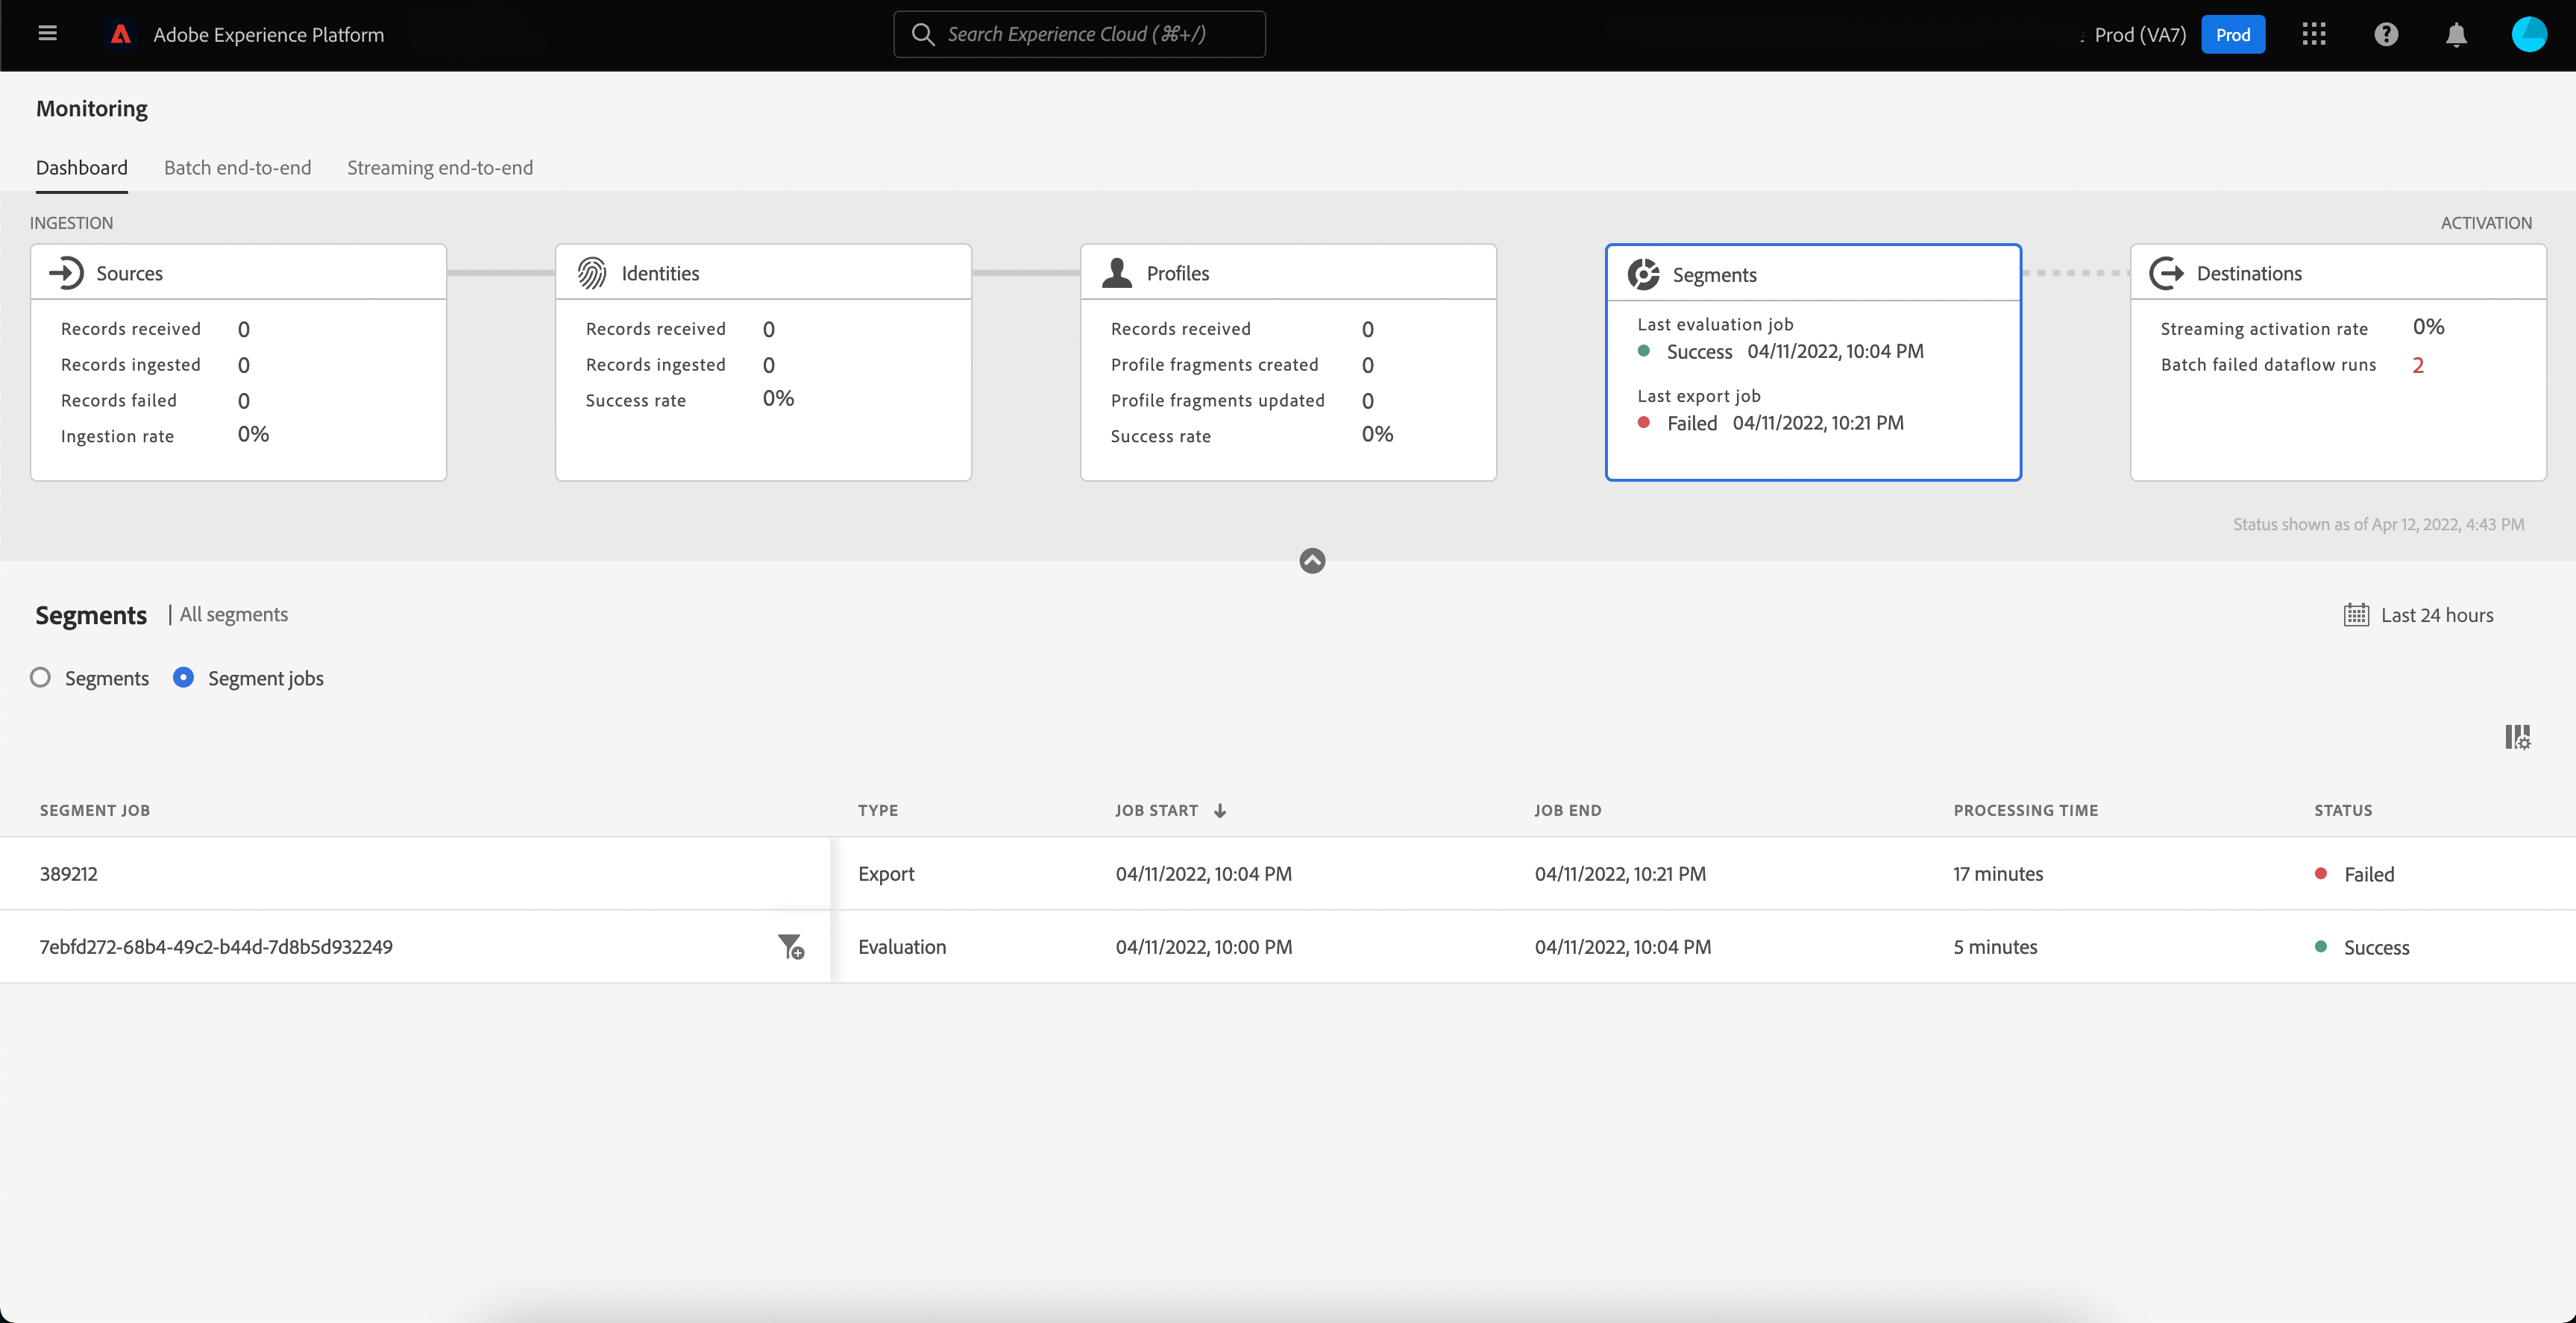 Adobe Experience Platform
Search Experience Cloud (⌘+/)
Prod (VA7)
Prod
Monitoring
Dashboard Batch end-to-end Streaming end-to-end
INGESTION
ACTIVATION
Sources
Records received 0
Records ingested 0
Records failed 0
Ingestion rate 0%
Identities
Records received 0
Records ingested 0
Success rate 0%
Profiles
Records received 0
Profile fragments created 0
Profile fragments updated 0
Success rate 0%
Segments
Last evaluation job
Success 04/11/2022, 10:04 PM
Last export job
Failed 04/11/2022, 10:21 PM
Destinations
Streaming activation rate 0%
Batch failed dataflow runs 2
Status shown as of Apr 12, 2022, 4:43 PM
Segments | All segments
Last 24 hours
Segments Segment jobs
SEGMENT JOB TYPE JOB START ↓ JOB END PROCESSING TIME STATUS
389212 Export 04/11/2022, 10:04 PM 04/11/2022, 10:21 PM 17 minutes Failed
7ebfd272-68b4-49c2-b44d-7d8b5d932249 Evaluation 04/11/2022, 10:00 PM 04/11/2022, 10:04 PM 5 minutes Success